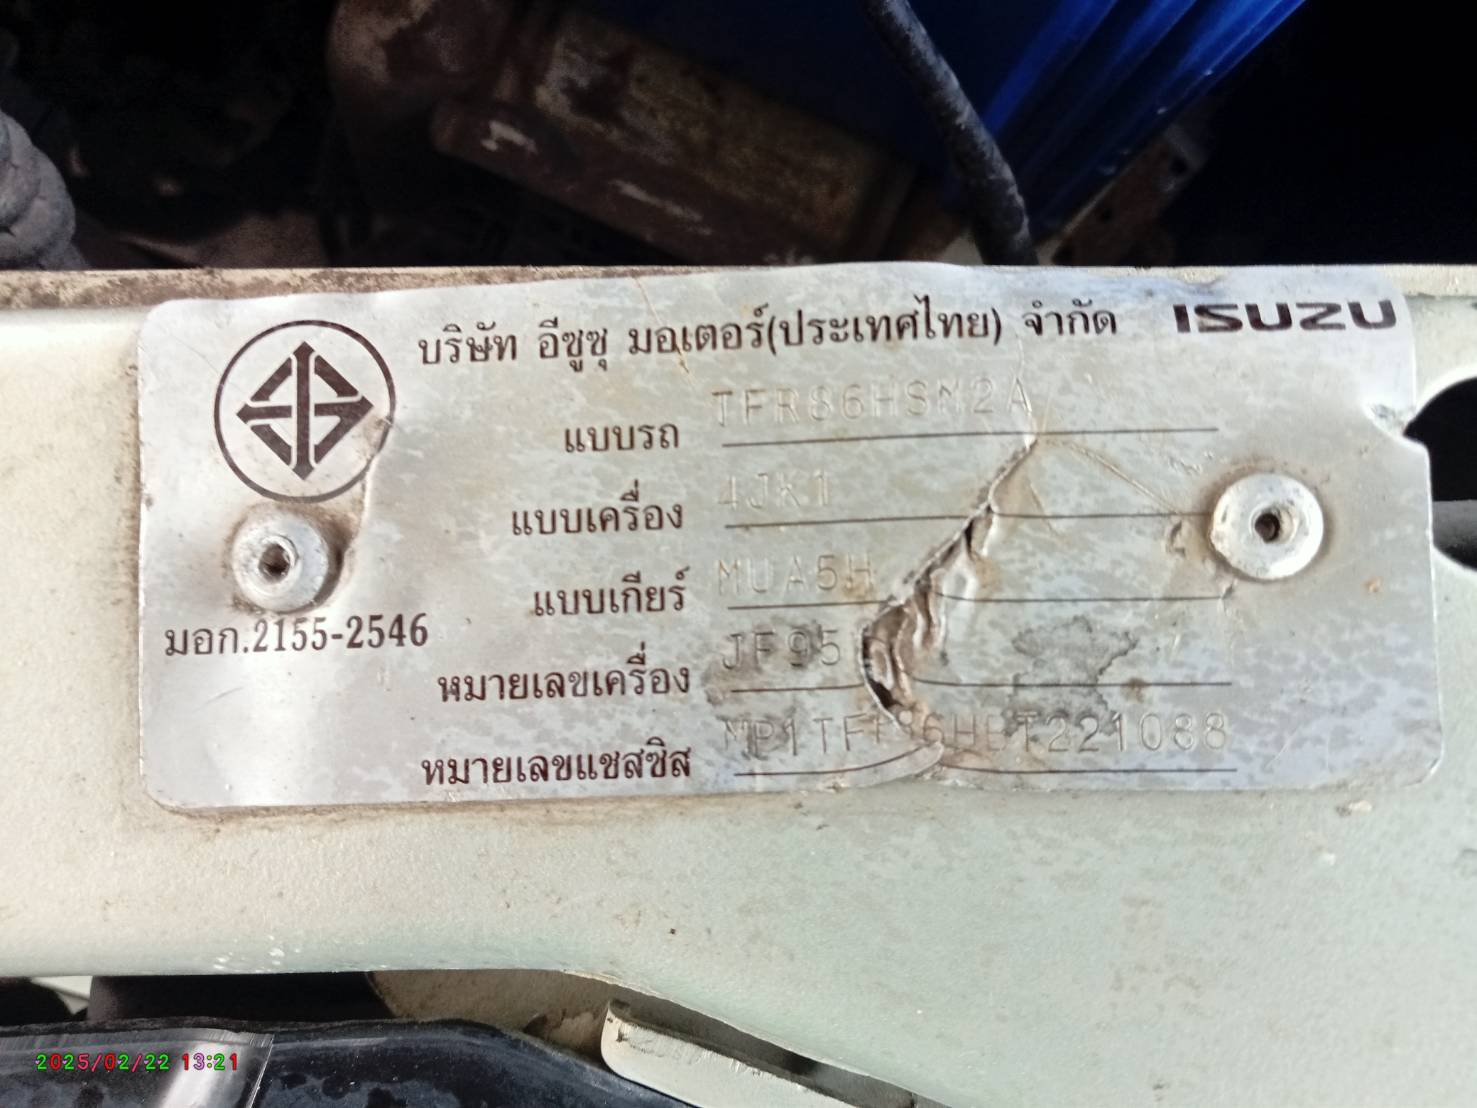 บริษัท อีซูซุ มอเตอร์(ประเทศไทย) จำกัด ISUZU
แบบรถ TFR86HSM2A
แบบเครื่อง 4JK1
แบบเกียร์ MUA5H
มอก.2155-2546
หมายเลขเครื่อง JF95
หมายเลขแชสซิส
2025/02/22 13:21